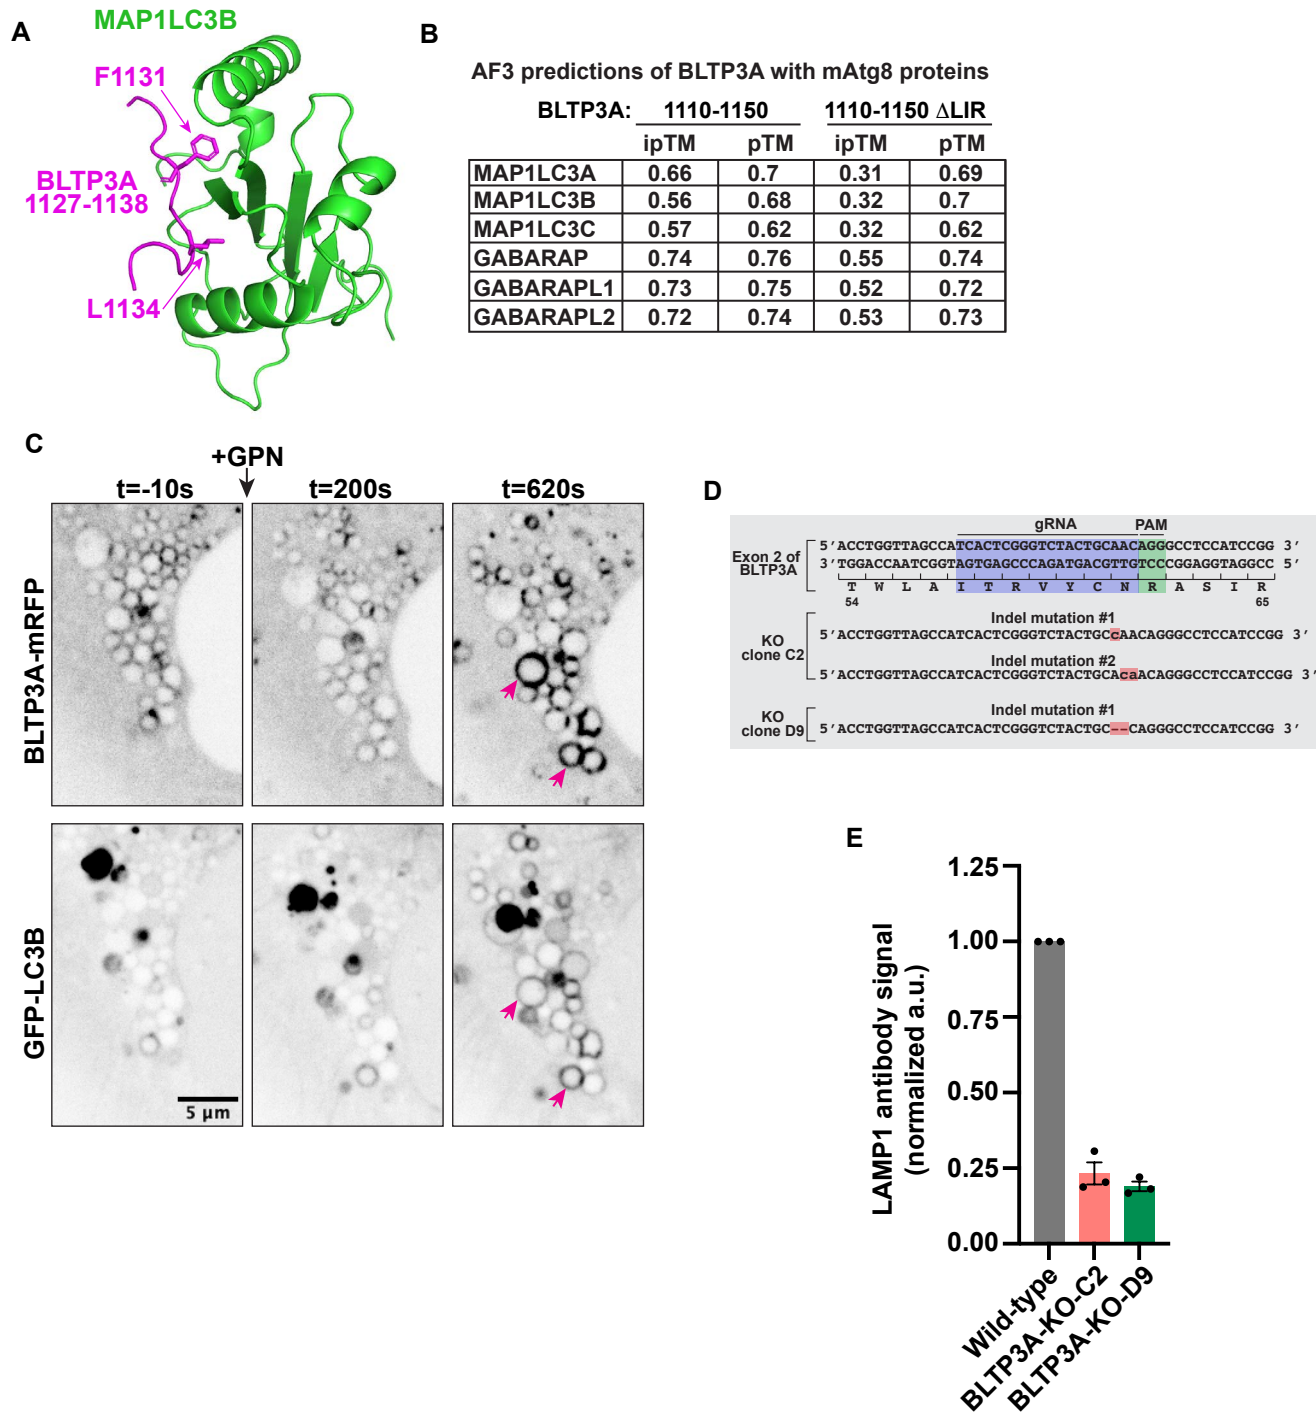 A
MAP1LC3B
F1131
BLTP3A
1127-1138
L1134
B
AF3 predictions of BLTP3A with mAtg8 proteins
BLTP3A: 1110-1150 1110-1150 ΔLIR
ipTM pTM ipTM pTM
MAP1LC3A 0.66 0.7 0.31 0.69
MAP1LC3B 0.56 0.68 0.32 0.7
MAP1LC3C 0.57 0.62 0.32 0.62
GABARAP 0.74 0.76 0.55 0.74
GABARAPL1 0.73 0.75 0.52 0.72
GABARAPL2 0.72 0.74 0.53 0.73
C
+GPN
t=-10s t=200s t=620s
BLTP3A-mRFP
GFP-LC3B
5 µm
D
gRNA PAM
Exon 2 of
BLTP3A
5'ACCTGGTTAGCCATCACTCGGGTCTACTGCAACAGGGCCTCCATCCGG 3'
3'TGGACCAATCGGTAGTGAGCCCAGATGACGTTGTCCCGGAGGTAGGCC 5'
T W L A I T R V Y C N R A S I R
54 65
Indel mutation #1
KO
clone C2
5'ACCTGGTTAGCCATCACTCGGGTCTACTGCcAACAGGGCCTCCATCCGG 3'
Indel mutation #2
5'ACCTGGTTAGCCATCACTCGGGTCTACTGCAcaACAGGGCCTCCATCCGG 3'
Indel mutation #1
KO
clone D9
5'ACCTGGTTAGCCATCACTCGGGTCTACTGC--CAGGGCCTCCATCCGG 3'
E
LAMP1 antibody signal
(normalized a.u.)
1.25
1.00
0.75
0.50
0.25
0.00
Wild-type
BLTP3A-KO-C2
BLTP3A-KO-D9